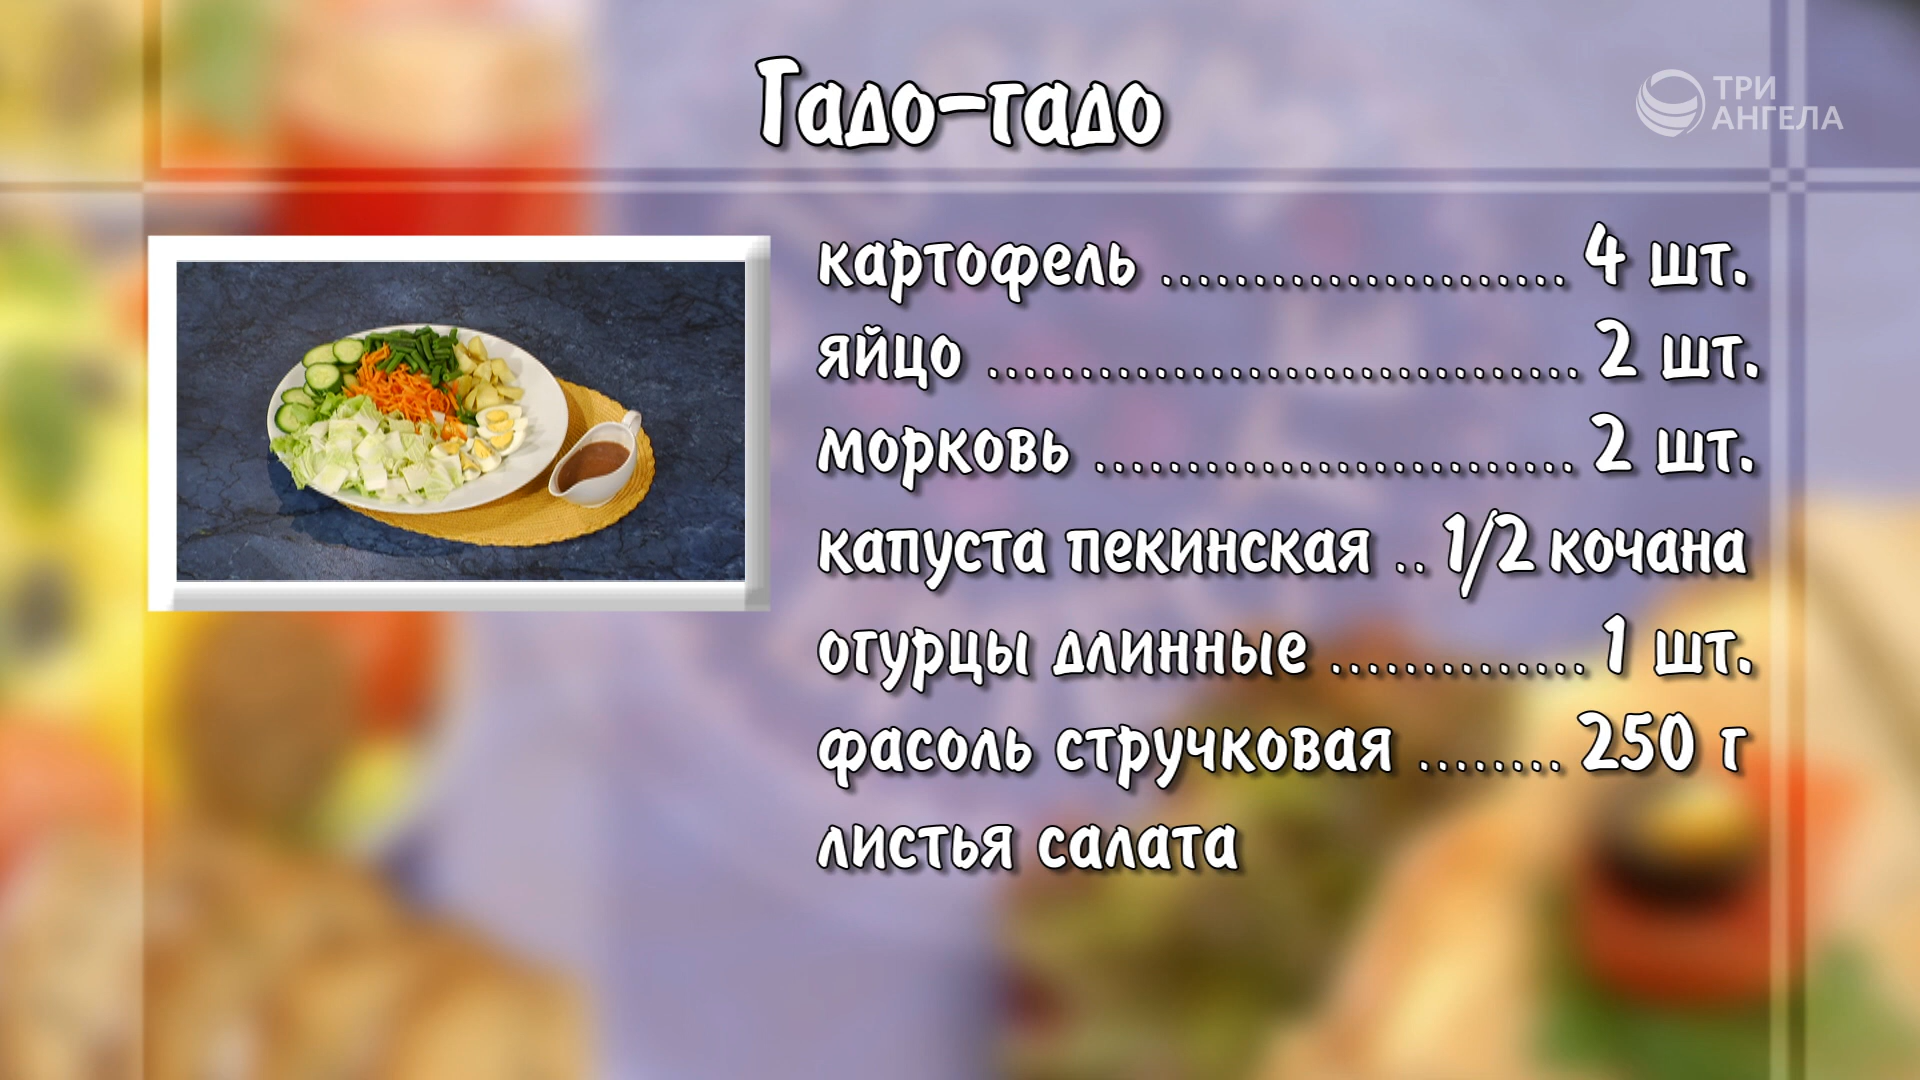 Гадо-гадо
ТРИ
АНГЕЛА
картофель ...................... 4 шт.
яйцо ................................ 2 шт.
морковь .......................... 2 шт.
капуста пекинская .. 1/2 кочана
огурцы длинные .............. 1 шт.
фасоль стручковая ........ 250 г
листья салата